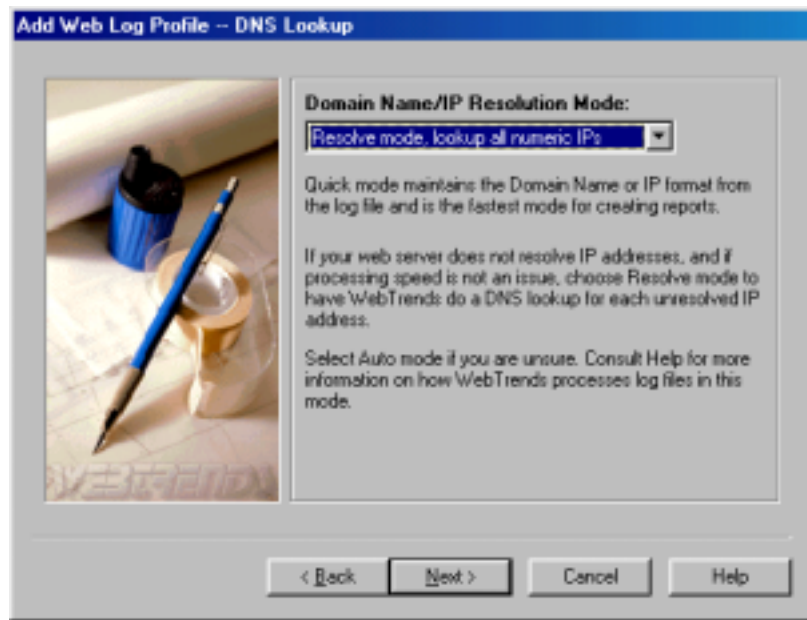 Add Web Log Profile -- DNS Lookup
Domain Name/IP Resolution Mode:
Resolve mode, lookup all numeric IPs
Quick mode maintains the Domain Name or IP format from
the log file and is the fastest mode for creating reports.
If your web server does not resolve IP addresses, and if
processing speed is not an issue, choose Resolve mode to
have WebTrends do a DNS lookup for each unresolved IP
address.
Select Auto mode if you are unsure. Consult Help for more
information on how WebTrends processes log files in this
mode.
WEBTRENDS
< Back
Next >
Cancel
Help